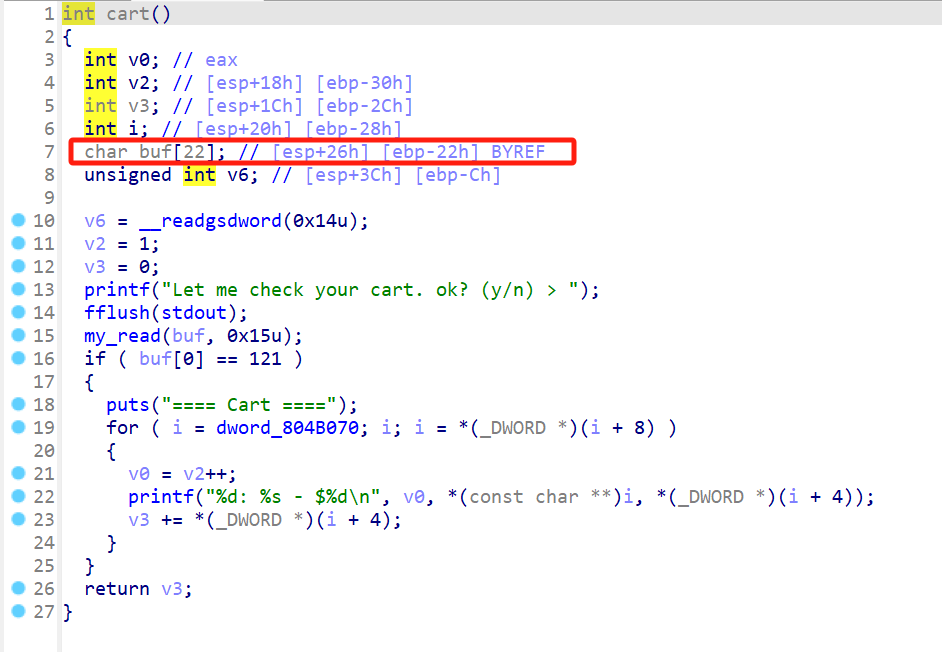 1 int cart()
2 {
3   int v0; // eax
4   int v2; // [esp+18h] [ebp-30h]
5   int v3; // [esp+1Ch] [ebp-2Ch]
6   int i; // [esp+20h] [ebp-28h]
7   char buf[22]; // [esp+26h] [ebp-22h] BYREF
8   unsigned int v6; // [esp+3Ch] [ebp-Ch]
9
10   v6 = __readgsdword(0x14u);
11   v2 = 1;
12   v3 = 0;
13   printf("Let me check your cart. ok? (y/n) > ");
14   fflush(stdout);
15   my_read(buf, 0x15u);
16   if ( buf[0] == 121 )
17   {
18     puts("==== Cart ====");
19     for ( i = dword_804B070; i; i = *(_DWORD *)(i + 8) )
20     {
21       v0 = v2++;
22       printf("%d: %s - $%d\n", v0, *(const char **)i, *(_DWORD *)(i + 4));
23       v3 += *(_DWORD *)(i + 4);
24     }
25   }
26   return v3;
27 }